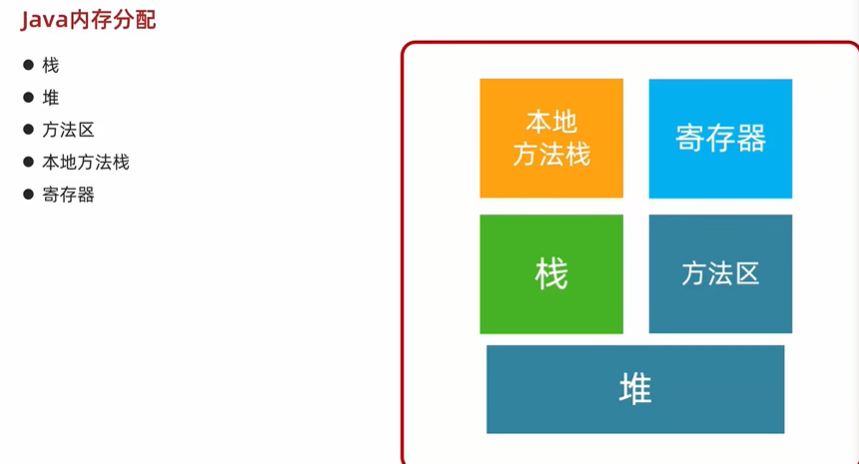 Java内存分配
● 栈
● 堆
● 方法区
● 本地方法栈
● 寄存器
本地
方法栈
寄存器
栈
方法区
堆